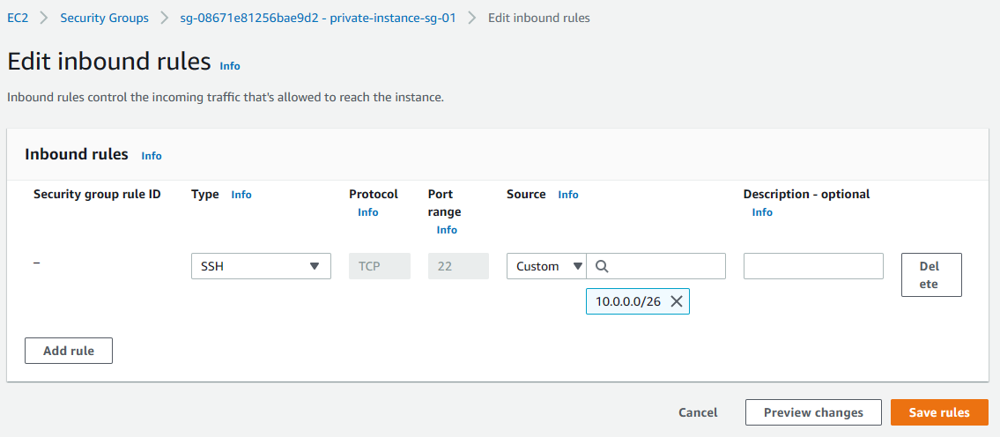 EC2 > Security Groups > sg-08671e81256bae9d2 - private-instance-sg-01 > Edit inbound rules
Edit inbound rules Info
Inbound rules control the incoming traffic that's allowed to reach the instance.
Inbound rules Info
Security group rule ID
Type Info
Protocol
Info
Port
range
Info
Source Info
Description - optional
Info
–
SSH
TCP
22
Custom
10.0.0.0/26
Del
ete
Add rule
Cancel
Preview changes
Save rules